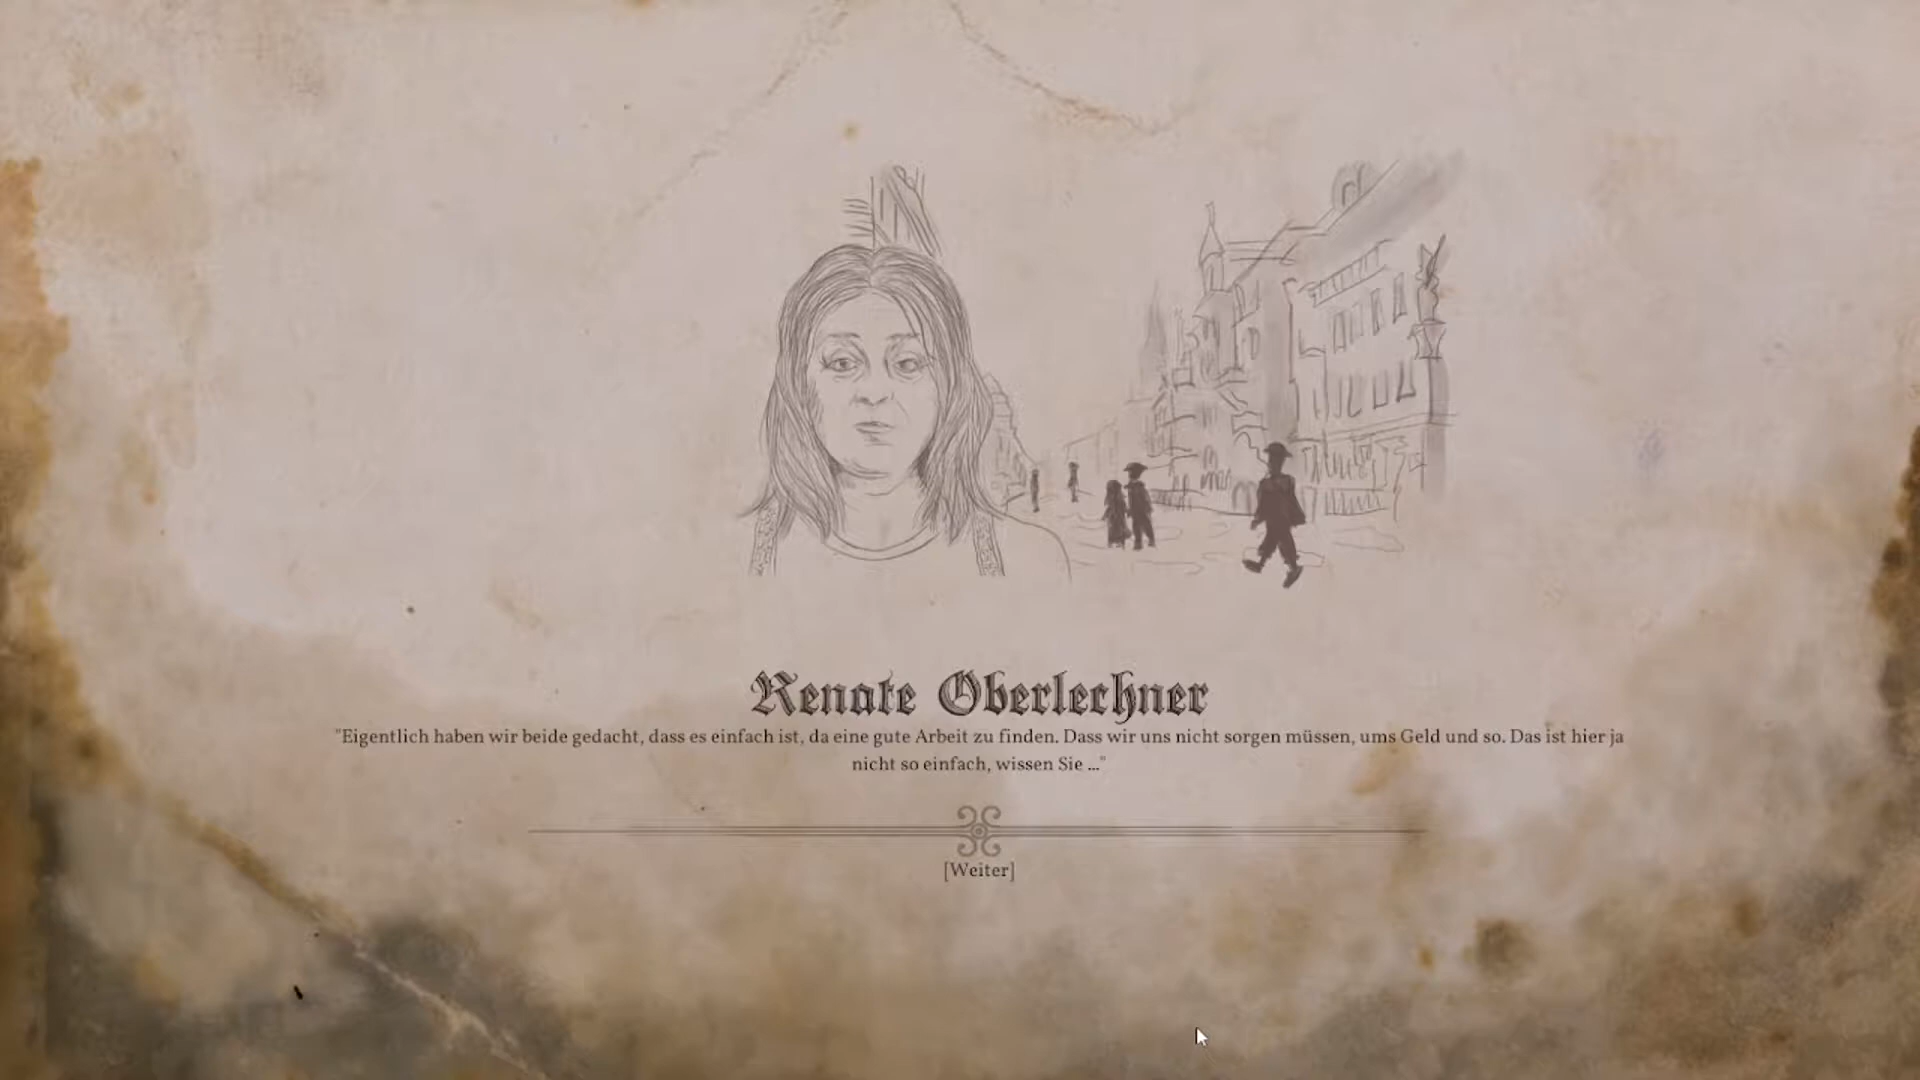 Renate Oberlechner
"Eigentlich haben wir beide gedacht, dass es einfach ist, da eine gute Arbeit zu finden. Dass wir uns nicht sorgen müssen, ums Geld und so. Das ist hier ja
nicht so einfach, wissen Sie ..."
[Weiter]